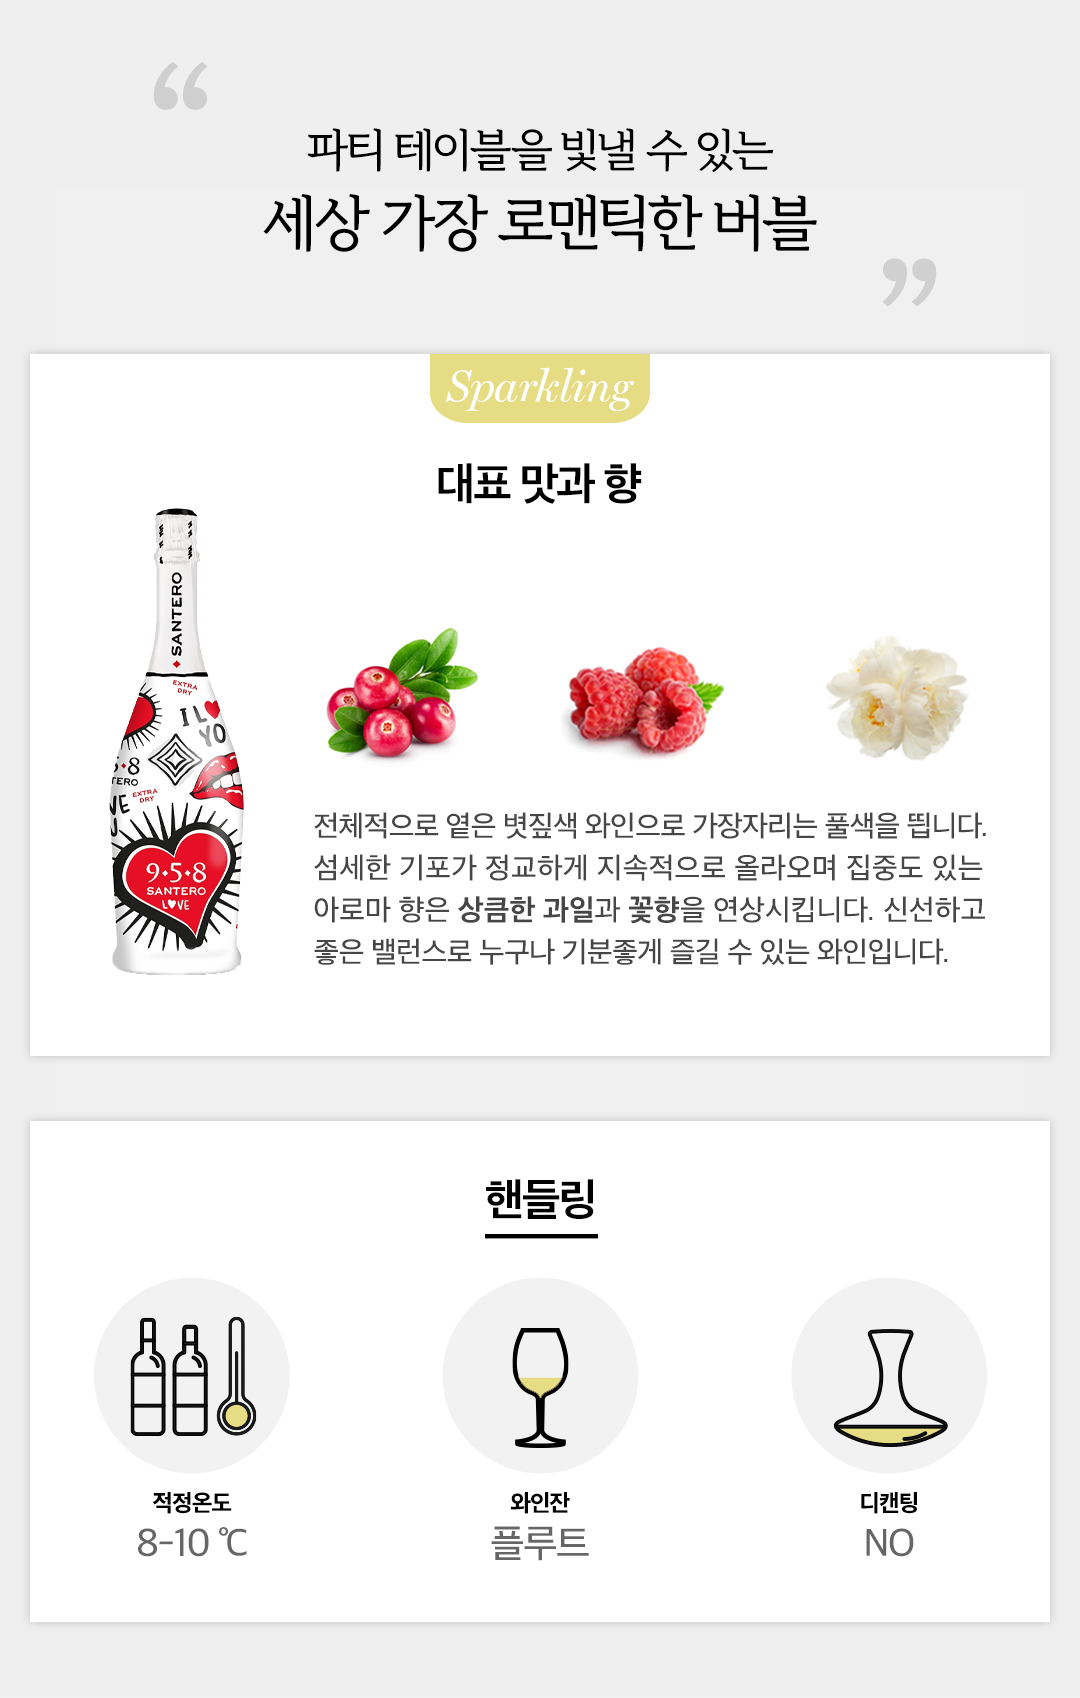 “
파티 테이블을 빛낼 수 있는
세상 가장 로맨틱한 버블
”
Sparkling
대표 맛과 향
SANTERO
EXTRA
DRY
I L♥
YO
5•8
TERO
VE
U
EXTRA
DRY
9•5•8
SANTERO
L♥VE
전체적으로 옅은 볏짚색 와인으로 가장자리는 풀색을 띕니다.
섬세한 기포가 정교하게 지속적으로 올라오며 집중도 있는
아로마 향은 상큼한 과일과 꽃향을 연상시킵니다. 신선하고
좋은 밸런스로 누구나 기분좋게 즐길 수 있는 와인입니다.
핸들링
적정온도
8-10 ℃
와인잔
플루트
디캔팅
NO